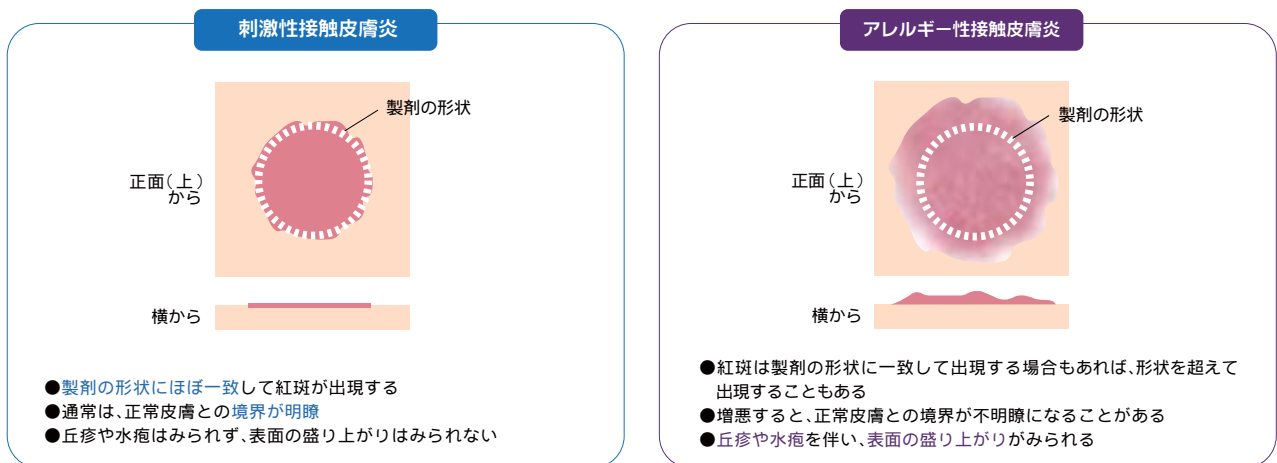 刺激性接触皮膚炎
製剤の形状
正面(上)
から
横から
●製剤の形状にほぼ一致して紅斑が出現する
●通常は、正常皮膚との境界が明瞭
●丘疹や水疱はみられず、表面の盛り上がりはみられない
アレルギー性接触皮膚炎
製剤の形状
正面(上)
から
横から
●紅斑は製剤の形状に一致して出現する場合もあれば、形状を超えて
出現することもある
●増悪すると、正常皮膚との境界が不明瞭になることがある
●丘疹や水疱を伴い、表面の盛り上がりがみられる